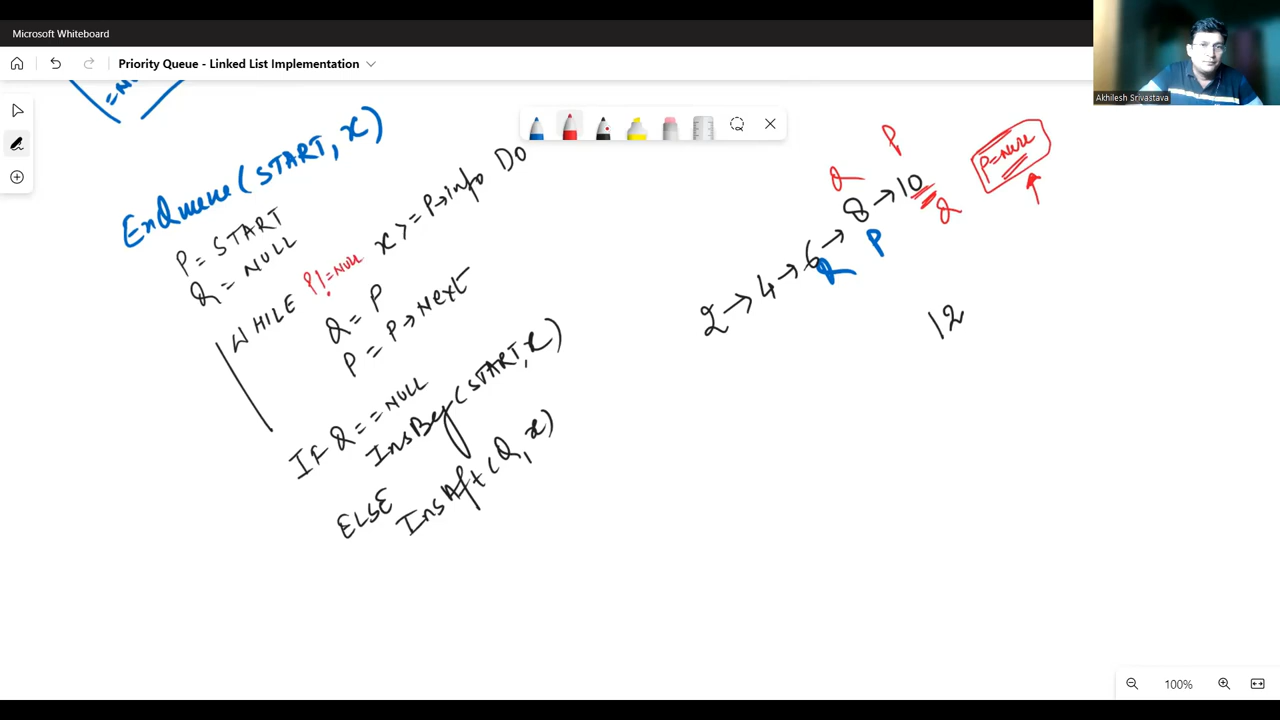 Microsoft Whiteboard
Priority Queue - Linked List Implementation
Akhilesh Srivastava
EnQueue(START, x)
P = START
Q = NULL
WHILE P!=NULL x >= P→info Do
Q = P
P = P→Next
IF Q == NULL
InsBeg(START, x)
ELSE
InsAft(Q, x)
P
Q
P=NULL
2 → 4 → 6 → 8 → 10
Q
Q
P
12
100%